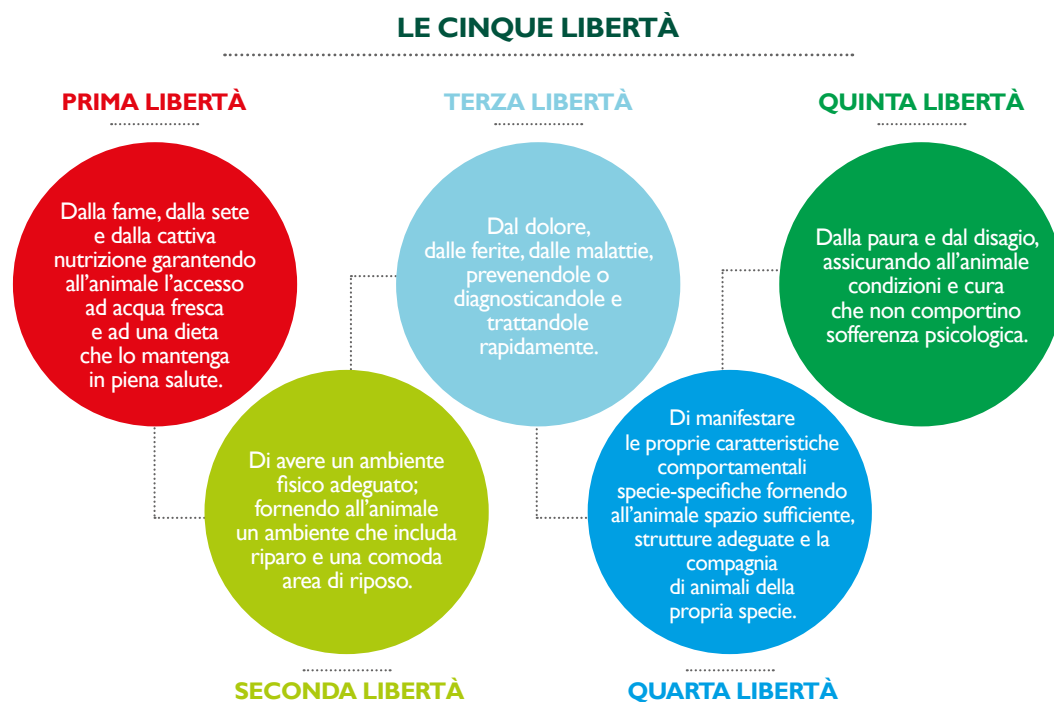 LE CINQUE LIBERTÀ
PRIMA LIBERTÀ
Dalla fame, dalla sete
e dalla cattiva
nutrizione garantendo
all'animale l'accesso
ad acqua fresca
e ad una dieta
che lo mantenga
in piena salute.
Di avere un ambiente
fisico adeguato;
fornendo all'animale
un ambiente che includa
riparo e una comoda
area di riposo.
SECONDA LIBERTÀ
TERZA LIBERTÀ
Dal dolore,
dalle ferite, dalle malattie,
prevenendole o
diagnosticandole e
trattandole
rapidamente.
Di manifestare
le proprie caratteristiche
comportamentali
specie-specifiche fornendo
all'animale spazio sufficiente,
strutture adeguate e la
compagnia
di animali della
propria specie.
QUARTA LIBERTÀ
QUINTA LIBERTÀ
Dalla paura e dal disagio,
assicurando all'animale
condizioni e cura
che non comportino
sofferenza psicologica.